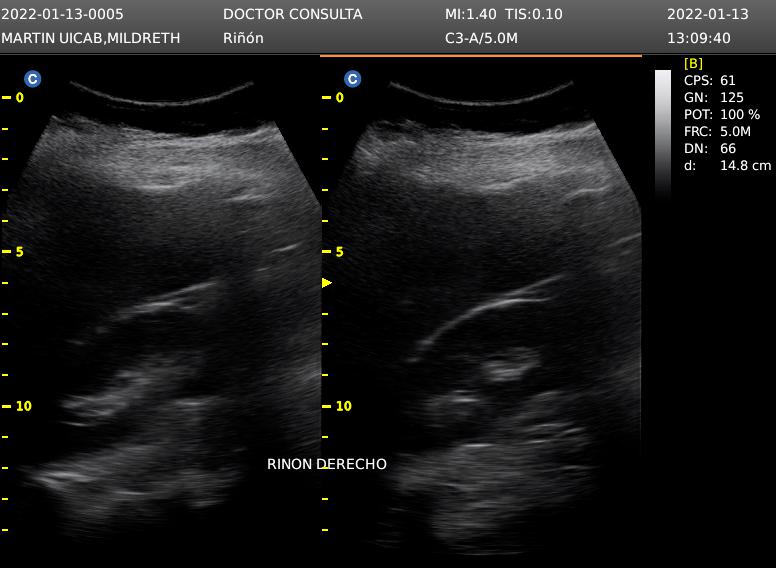 2022-01-13-0005 DOCTOR CONSULTA MI:1.40 TIS:0.10 2022-01-13
MARTIN UICAB,MILDRETH Riñón C3-A/5.0M 13:09:40
[B]
CPS: 61
GN: 125
POT: 100 %
FRC: 5.0M
DN: 66
d: 14.8 cm
C C
0 0
5 5
10 10
RINON DERECHO